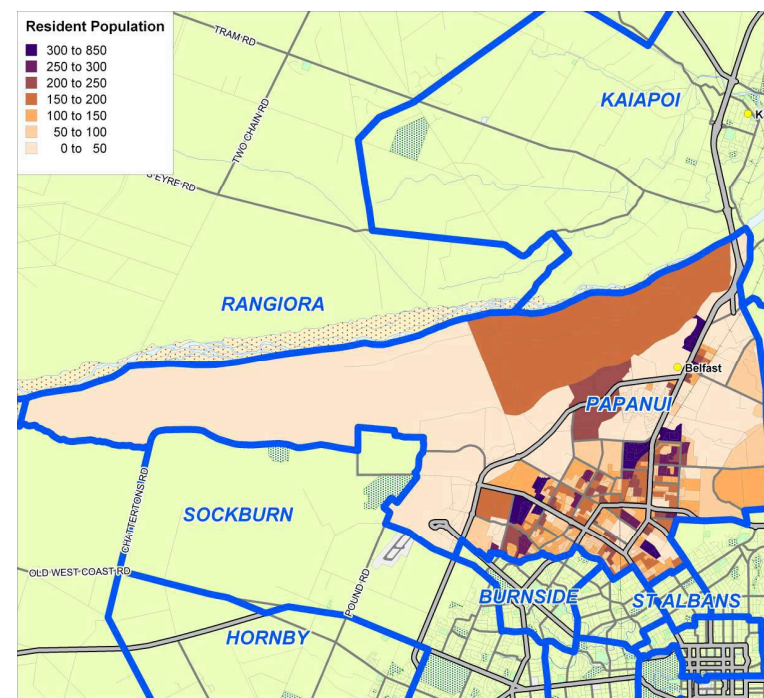 Resident Population
300 to 850
250 to 300
200 to 250
150 to 200
100 to 150
50 to 100
0 to 50
TRAM RD
TWO CHAIN RD
EYRE RD
KAIAPOI
K
RANGIORA
Belfast
PAPANUI
CHATTERTONS RD
SOCKBURN
OLD WEST COAST RD
POUND RD
BURNSIDE
ST ALBANS
HORNBY